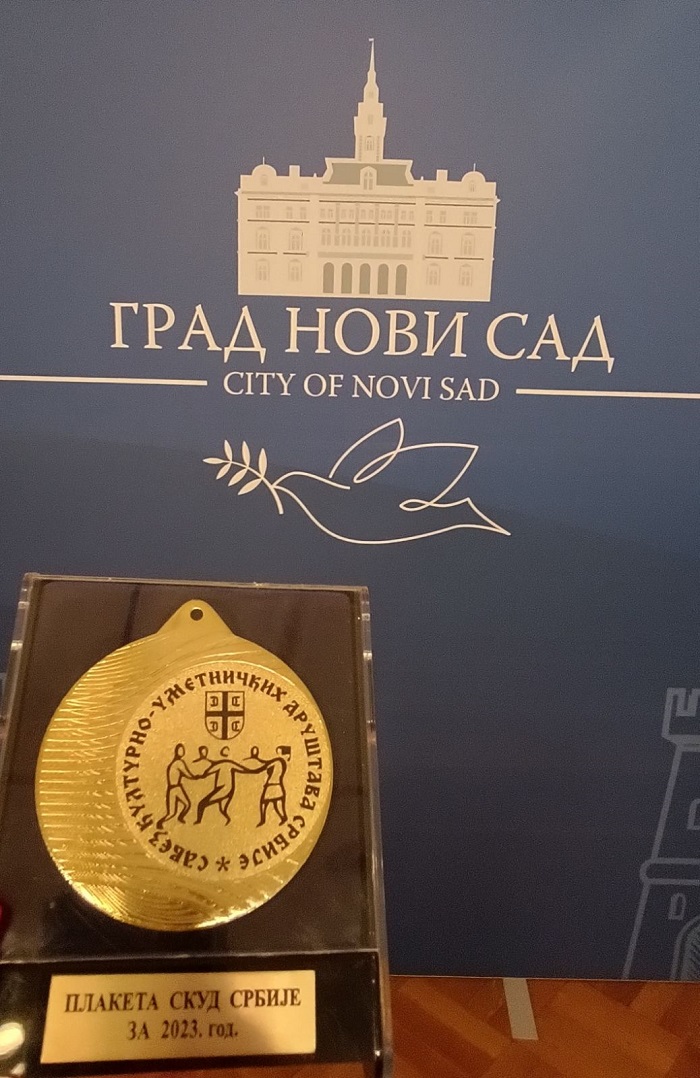 ГРАД НОВИ САД
CITY OF NOVI SAD
САВЕЗ КУЛТУРНО-УМЕТНИЧКИХ ДРУШТАВА СРБИЈЕ *
ПЛАКЕТА СКУД СРБИЈЕ
ЗА 2023. год.